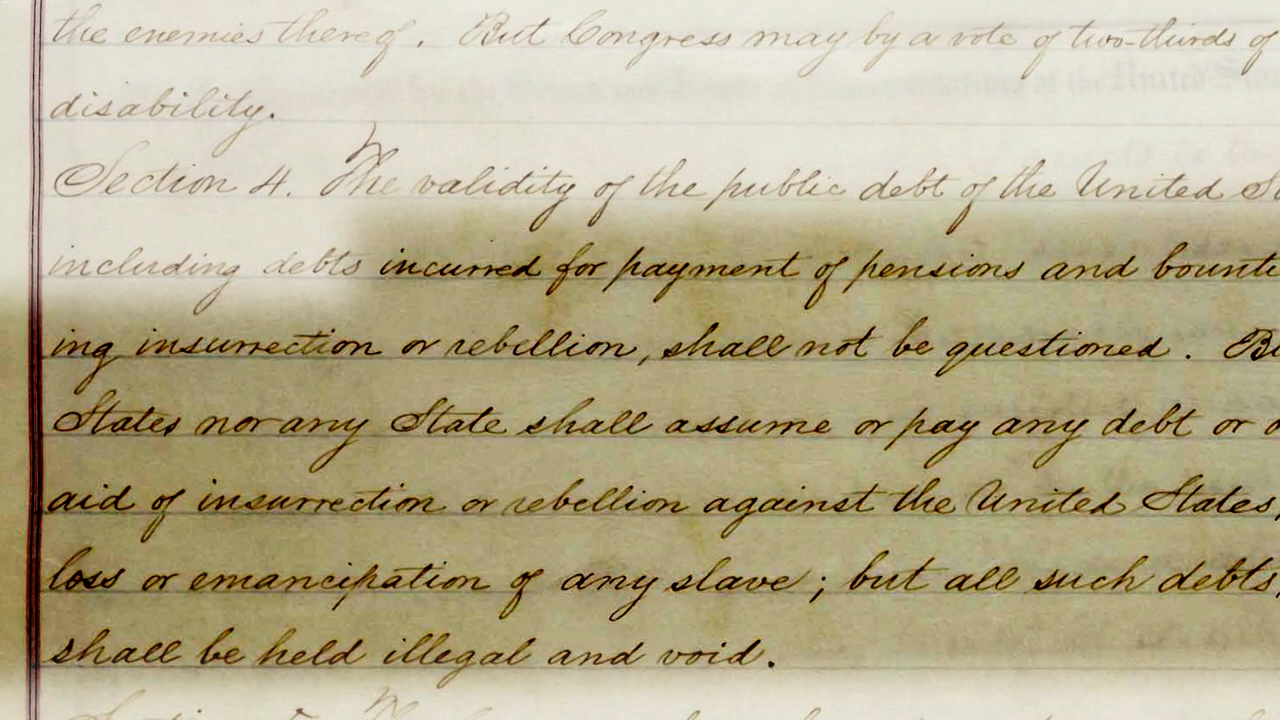 the enemies thereof. But Congress may by a vote of two-thirds of
disability.
Section 4. The validity of the public debt of the United S
including debts incurred for payment of pensions and bounti
ing insurrection or rebellion, shall not be questioned. Bu
States nor any State shall assume or pay any debt or o
aid of insurrection or rebellion against the United States,
loss or emancipation of any slave; but all such debts,
shall be held illegal and void.